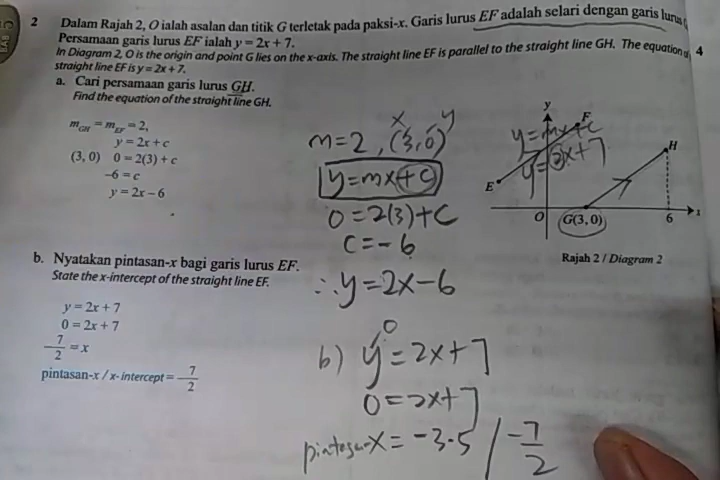 2 Dalam Rajah 2, O ialah asalan dan titik G terletak pada paksi-x. Garis lurus EF adalah selari dengan garis lurus
Persamaan garis lurus EF ialah y = 2x + 7.
In Diagram 2, O is the origin and point G lies on the x-axis. The straight line EF is parallel to the straight line GH. The equation
straight line EF is y = 2x + 7.
4
a. Cari persamaan garis lurus GH.
Find the equation of the straight line GH.
m_GH = m_EF = 2,
y = 2x + c
(3, 0) 0 = 2(3) + c
-6 = c
y = 2x - 6
x y
m=2, (3,0)
y=mx+c
0=2(3)+c
c=-6
∴y=2x-6
y
F
y=mx+c
y=2x+7
H
E
O
G(3, 0)
6
x
Rajah 2 / Diagram 2
b. Nyatakan pintasan-x bagi garis lurus EF.
State the x-intercept of the straight line EF.
y = 2x + 7
0 = 2x + 7
-7/2 = x
pintasan-x / x-intercept = -7/2
0
b) y=2x+7
0=2x+7
pintasan-x=-3.5 / -7/2